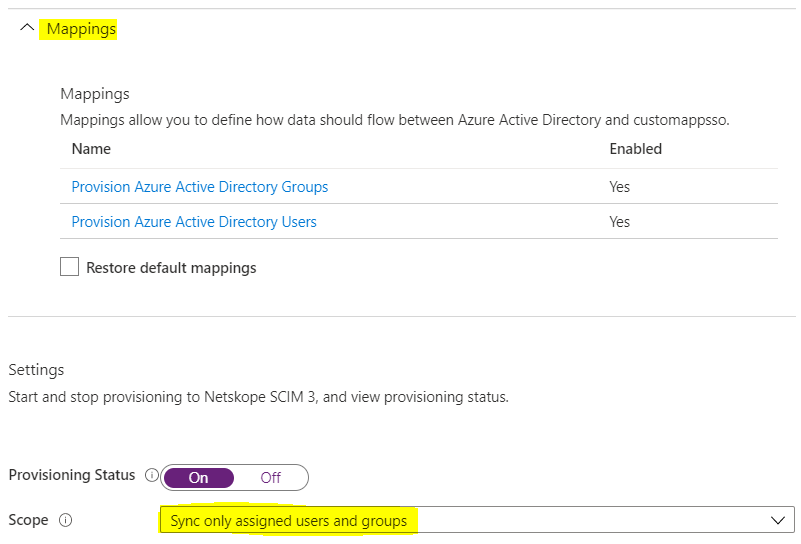 Mappings
Mappings
Mappings allow you to define how data should flow between Azure Active Directory and customappsso.
Name Enabled
Provision Azure Active Directory Groups Yes
Provision Azure Active Directory Users Yes
Restore default mappings
Settings
Start and stop provisioning to Netskope SCIM 3, and view provisioning status.
Provisioning Status On Off
Scope Sync only assigned users and groups